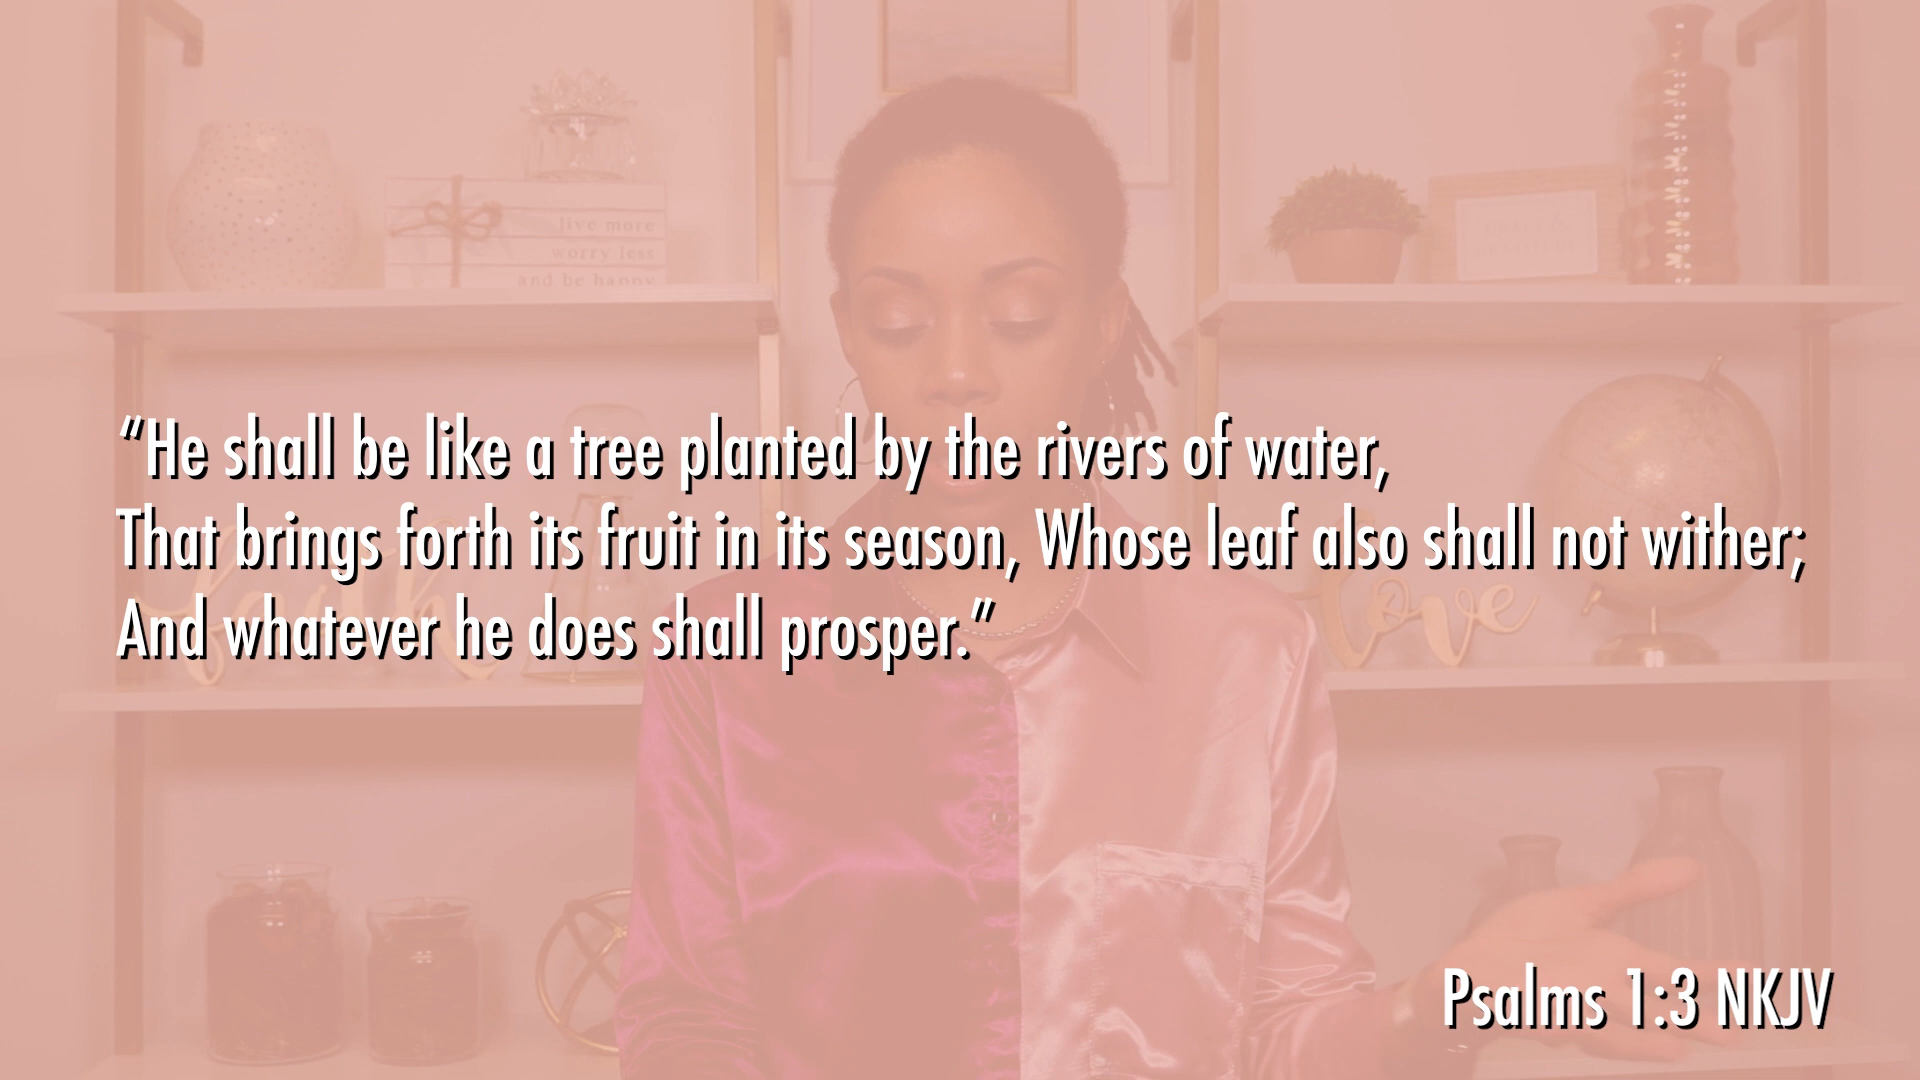 live more
worry less
and be happy
“He shall be like a tree planted by the rivers of water,
That brings forth its fruit in its season, Whose leaf also shall not wither;
And whatever he does shall prosper.”
faith
love
Psalms 1:3 NKJV